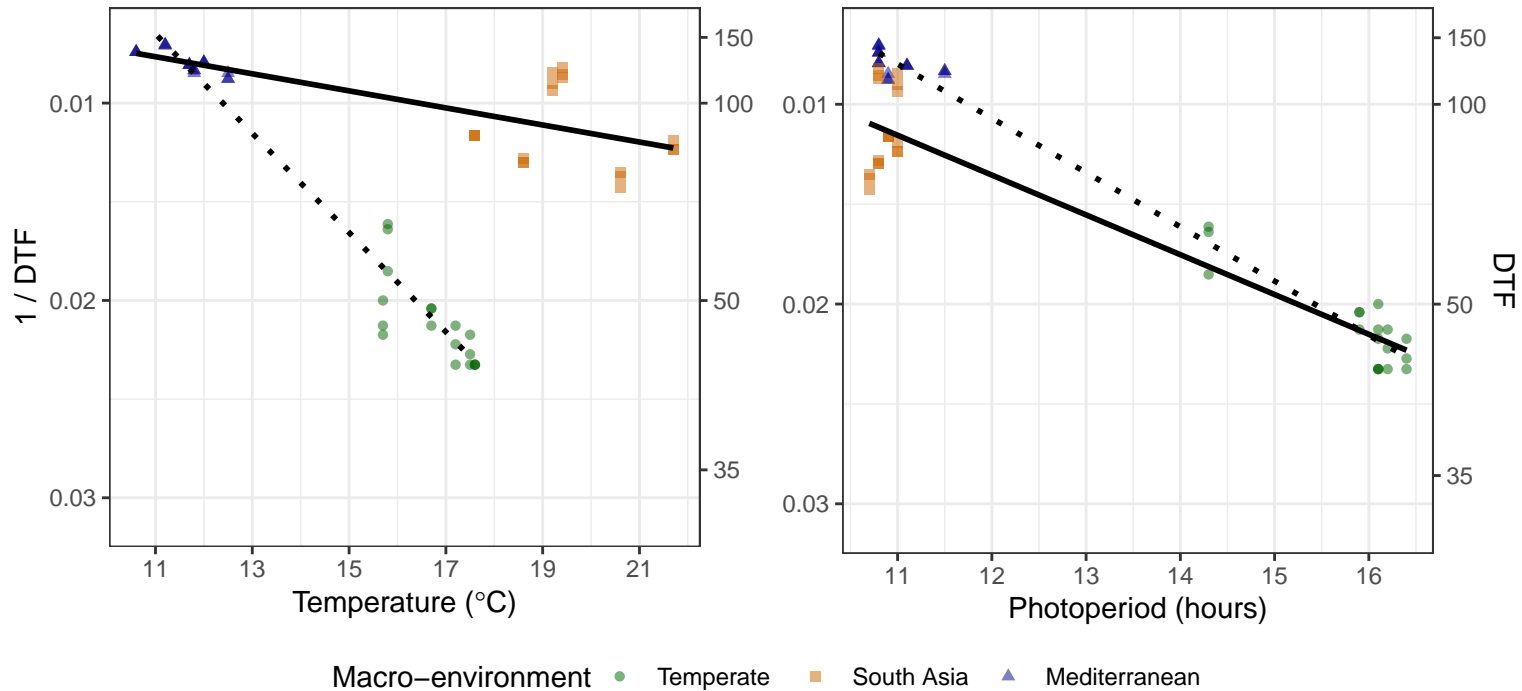 1 / DTF
0.01
0.02
0.03
150
100
50
35
11 13 15 17 19 21
Temperature (°C)
0.01
0.02
0.03
150
100
50
35
DTF
11 12 13 14 15 16
Photoperiod (hours)
Macro−environment Temperate South Asia Mediterranean